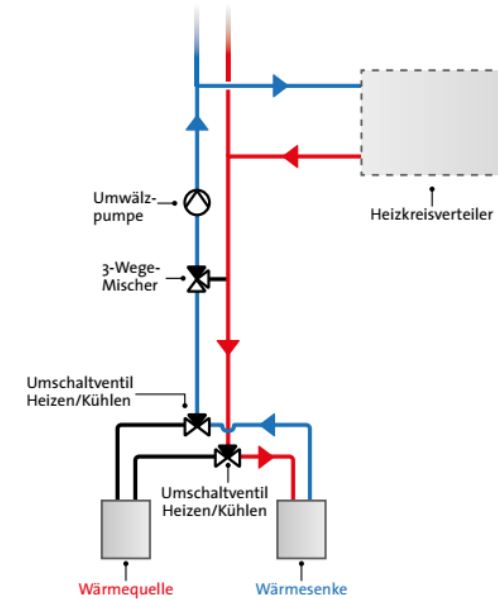 Umwälz-
pumpe
Heizkreisverteiler
3-Wege-
Mischer
Umschaltventil
Heizen/Kühlen
Umschaltventil
Heizen/Kühlen
Wärmequelle
Wärmesenke